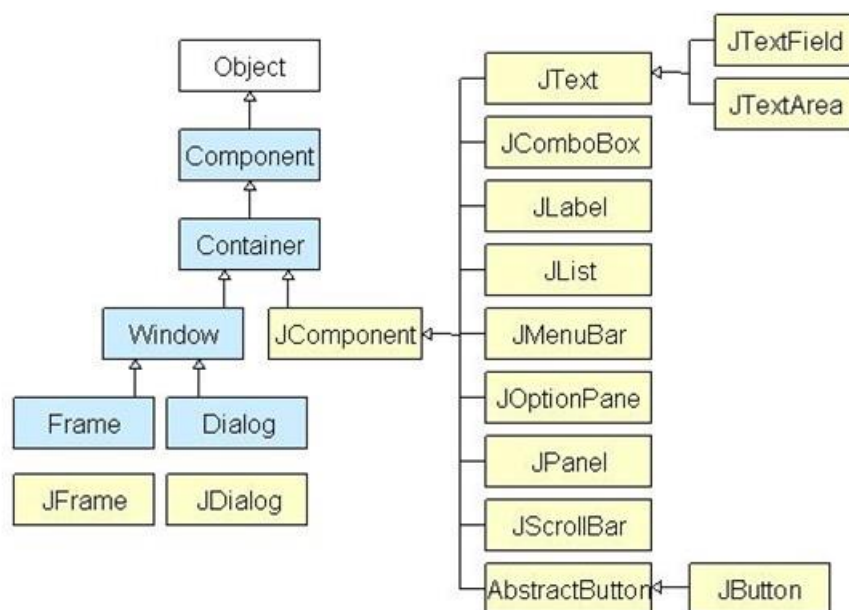 Object
Component
Container
Window
JComponent
Frame
Dialog
JFrame
JDialog
JText
JComboBox
JLabel
JList
JMenuBar
JOptionPane
JPanel
JScrollBar
AbstractButton
JTextField
JTextArea
JButton